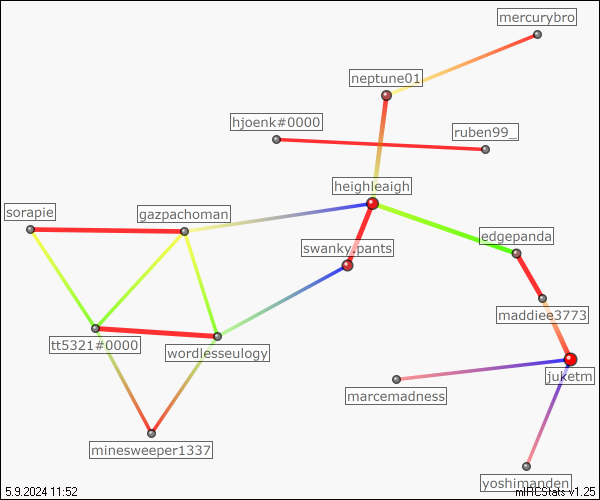 mercurybro
neptune01
hjoenk#0000
ruben99_
heighleaigh
sorapie
gazpachoman
edgepanda
swanky.pants
maddiee3773
tt5321#0000
wordlesseulogy
juketm
marcemadness
minesweeper1337
yoshimanden
5.9.2024 11:52
mIRCStats v1.25